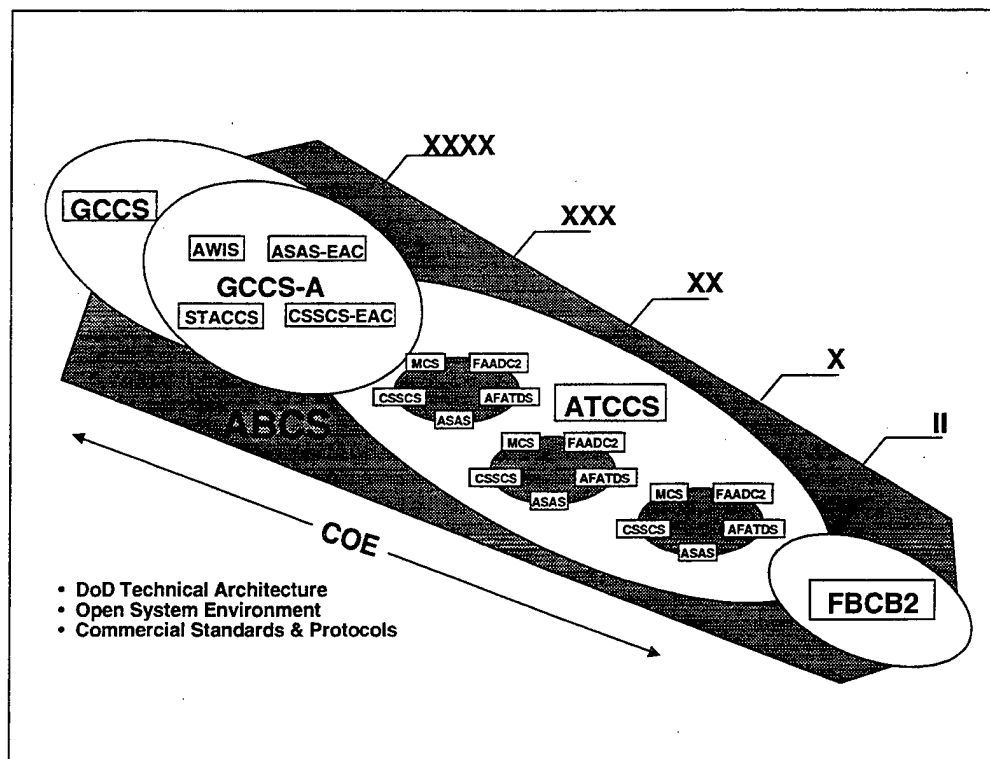 XXXX
GCCS
XXX
AWIS ASAS-EAC
GCCS-A
XX
STACCS CSSCS-EAC
MCS FAADC2
X
CSSCS AFATDS
ATCCS
ASAS
ABCS
II
MCS FAADC2
CSSCS AFATDS
ASAS
MCS FAADC2
CSSCS AFATDS
ASAS
COE
FBCB2
• DoD Technical Architecture
• Open System Environment
• Commercial Standards & Protocols